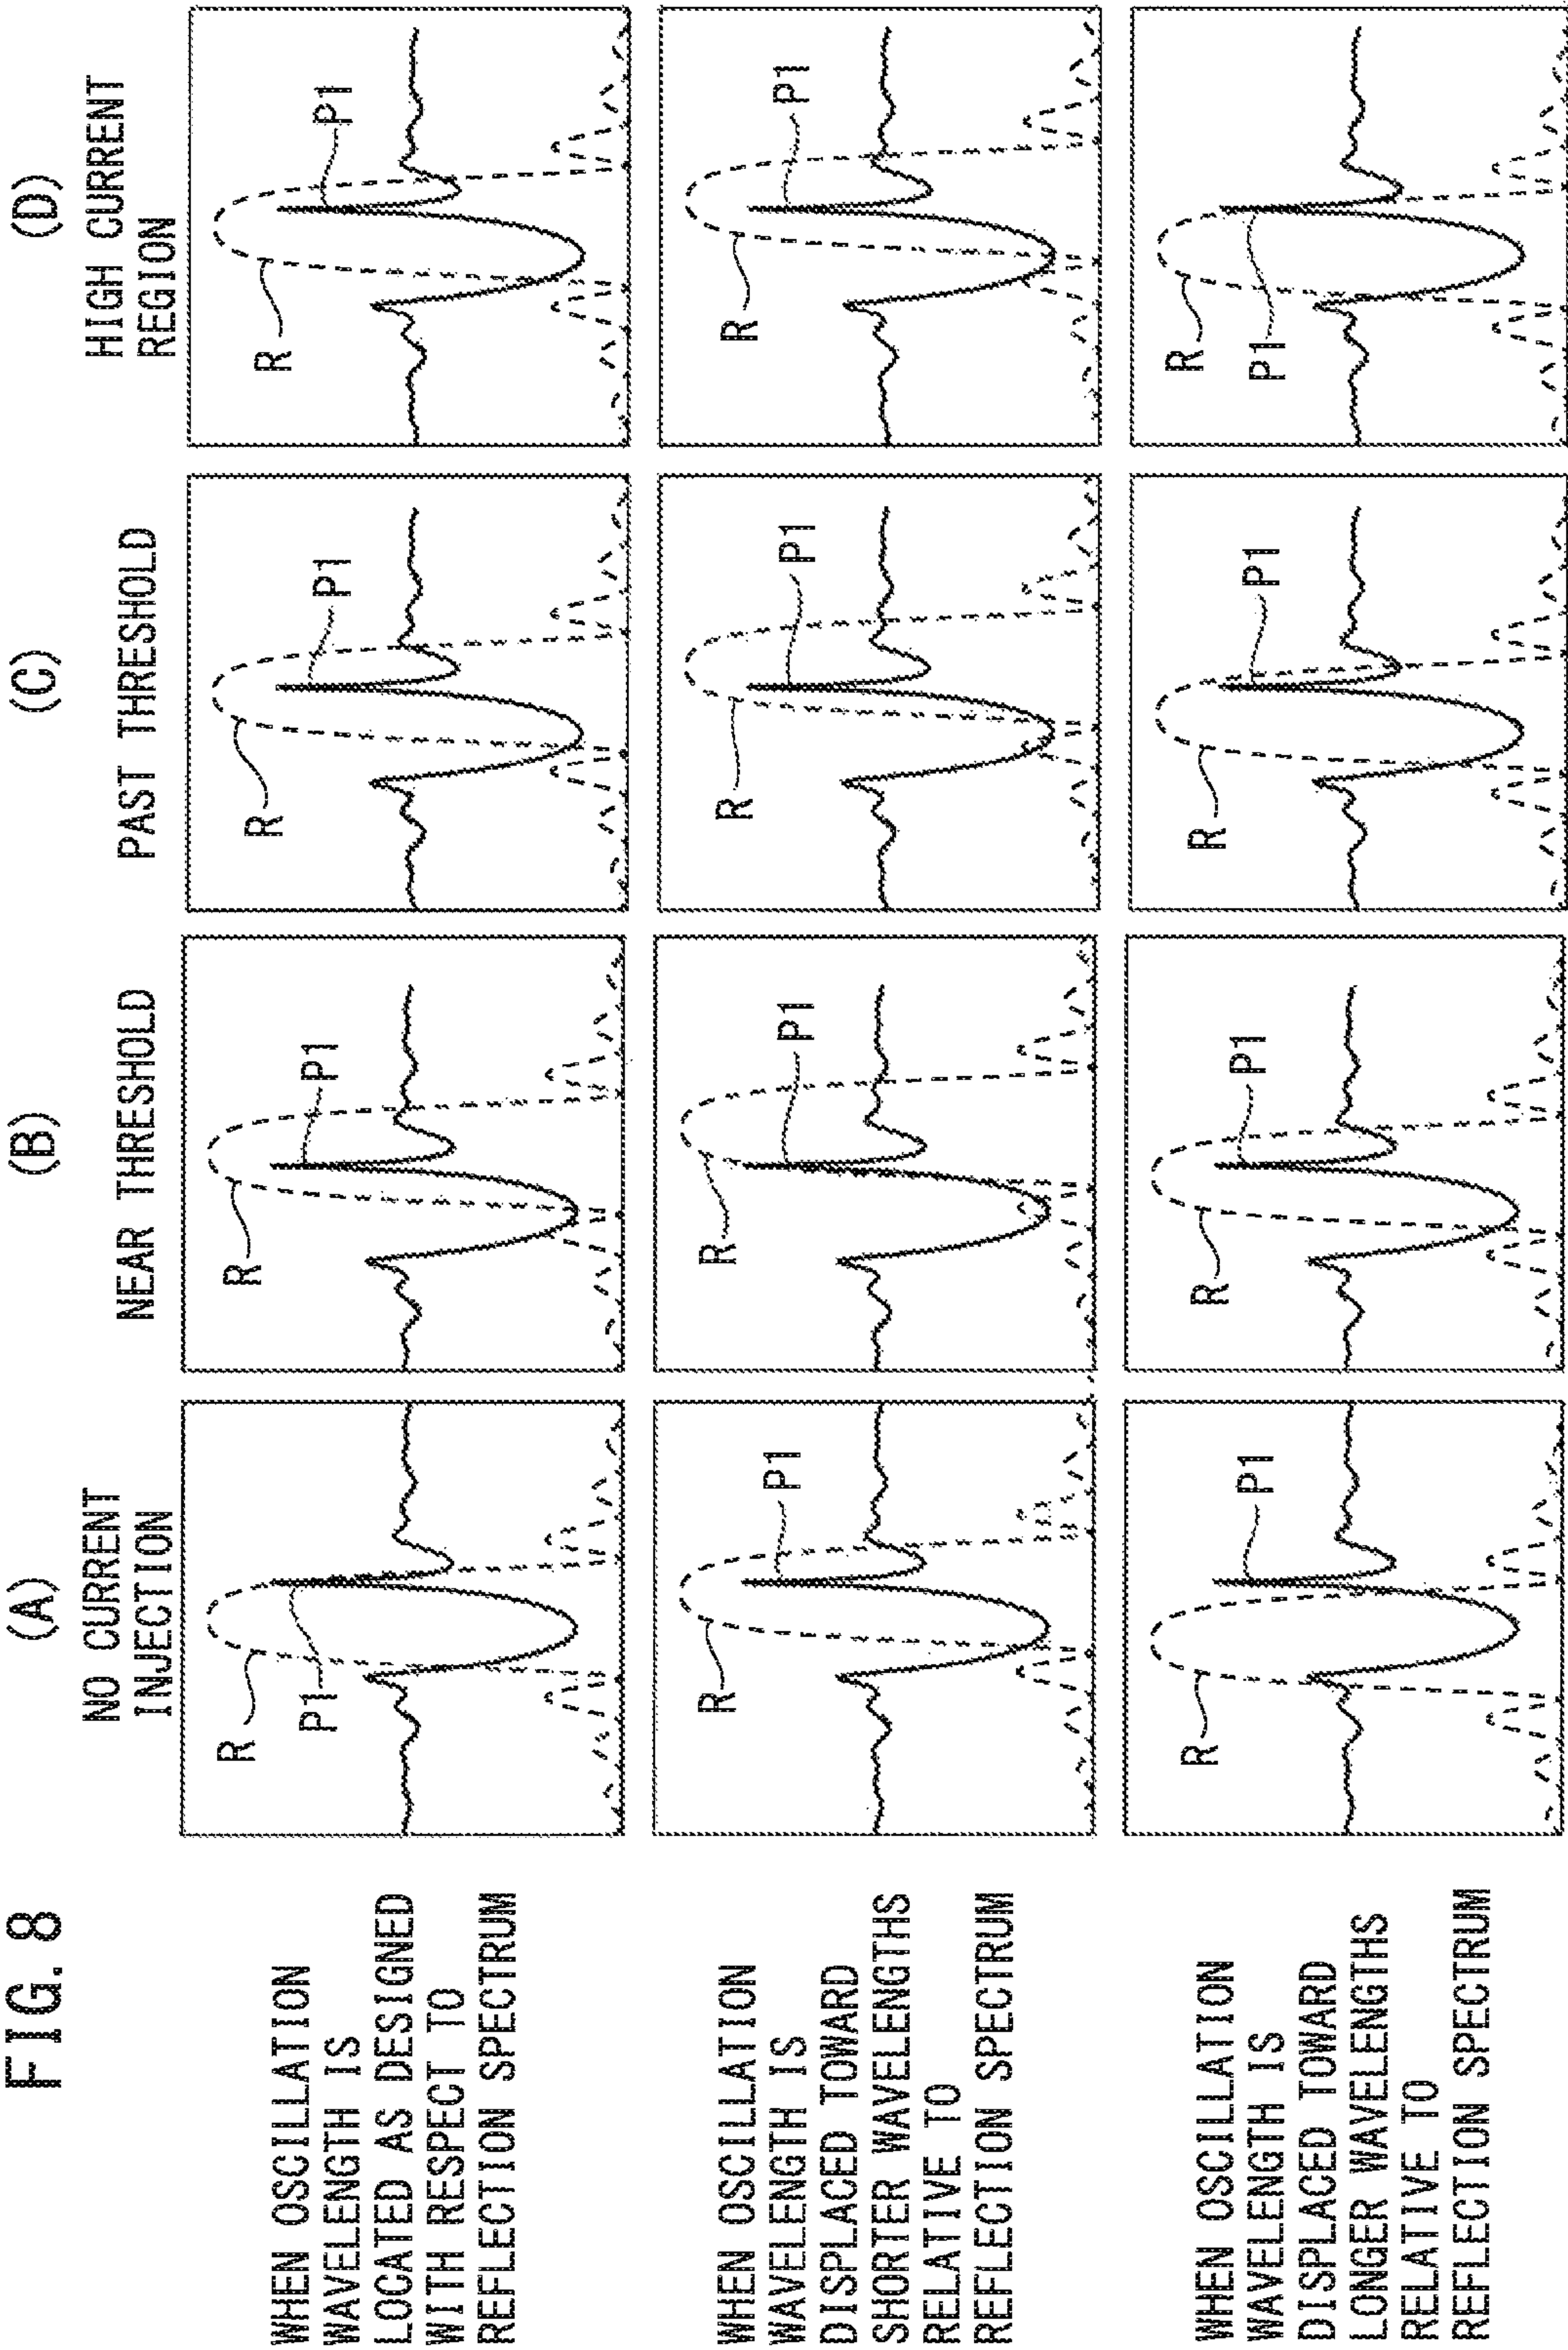 FIG. 8
(A)
NO CURRENT
INJECTION
(B)
NEAR THRESHOLD
(C)
PAST THRESHOLD
(D)
HIGH CURRENT
REGION
WHEN OSCILLATION
WAVELENGTH IS
LOCATED AS DESIGNED
WITH RESPECT TO
REFLECTION SPECTRUM
R
P1
R
P1
R
P1
R
P1
WHEN OSCILLATION
WAVELENGTH IS
DISPLACED TOWARD
SHORTER WAVELENGTHS
RELATIVE TO
REFLECTION SPECTRUM
R
P1
R
P1
R
P1
R
P1
WHEN OSCILLATION
WAVELENGTH IS
DISPLACED TOWARD
LONGER WAVELENGTHS
RELATIVE TO
REFLECTION SPECTRUM
R
P1
R
P1
R
P1
R
P1